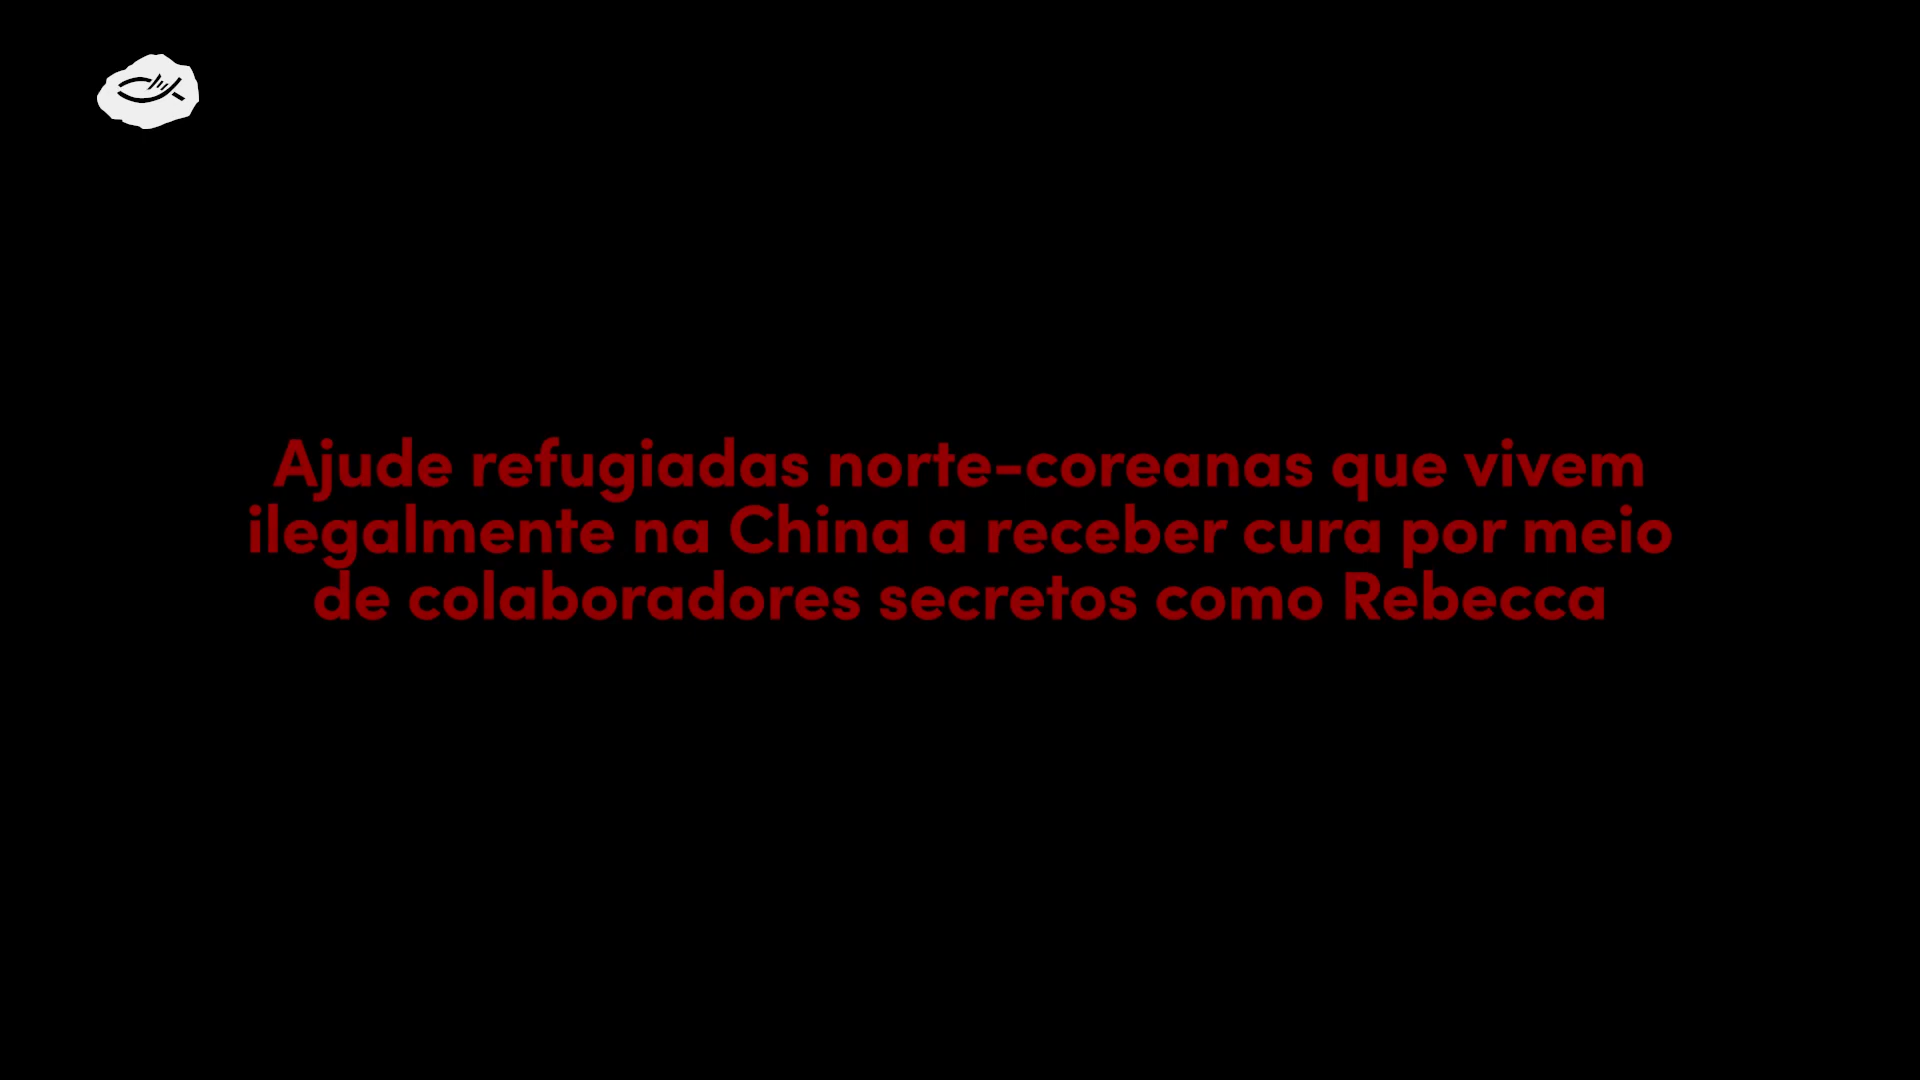 Ajude refugiadas norte-coreanas que vivem
ilegalmente na China a receber cura por meio
de colaboradores secretos como Rebecca